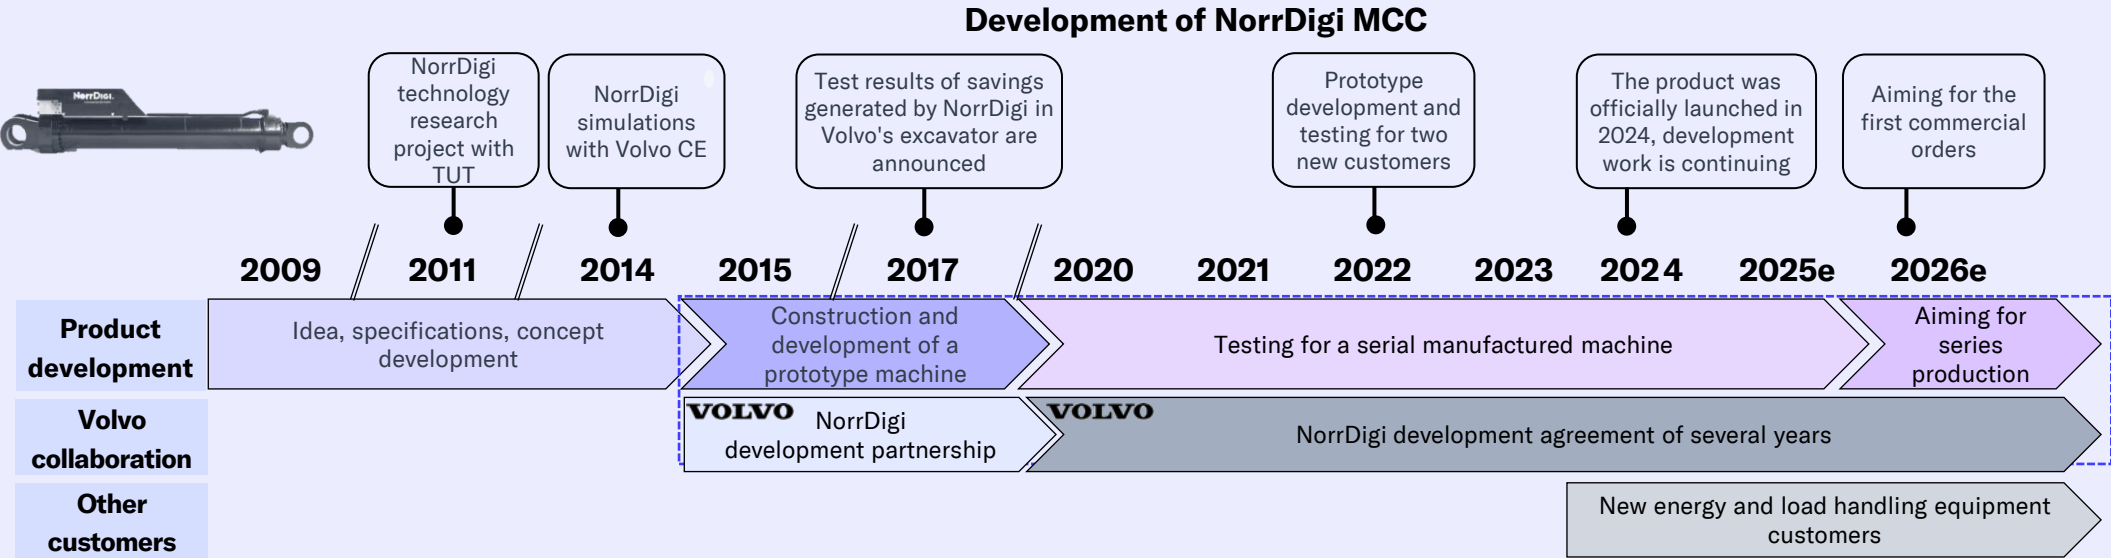 Development of NorrDigi MCC
NorrDigi
technology
research
project with
TUT
NorrDigi
simulations
with Volvo CE
Test results of savings
generated by NorrDigi in
Volvo's excavator are
announced
Prototype
development and
testing for two
new customers
The product was
officially launched in
2024, development
work is continuing
Aiming for the
first commercial
orders
NorrDigi.
2009 2011 2014 2015 2017 2020 2021 2022 2023 2024 2025e 2026e
Product
development
Idea, specifications, concept
development
Construction and
development of a
prototype machine
Testing for a serial manufactured machine
Aiming for
series
production
Volvo
collaboration
VOLVO
NorrDigi
development partnership
VOLVO
NorrDigi development agreement of several years
Other
customers
New energy and load handling equipment
customers